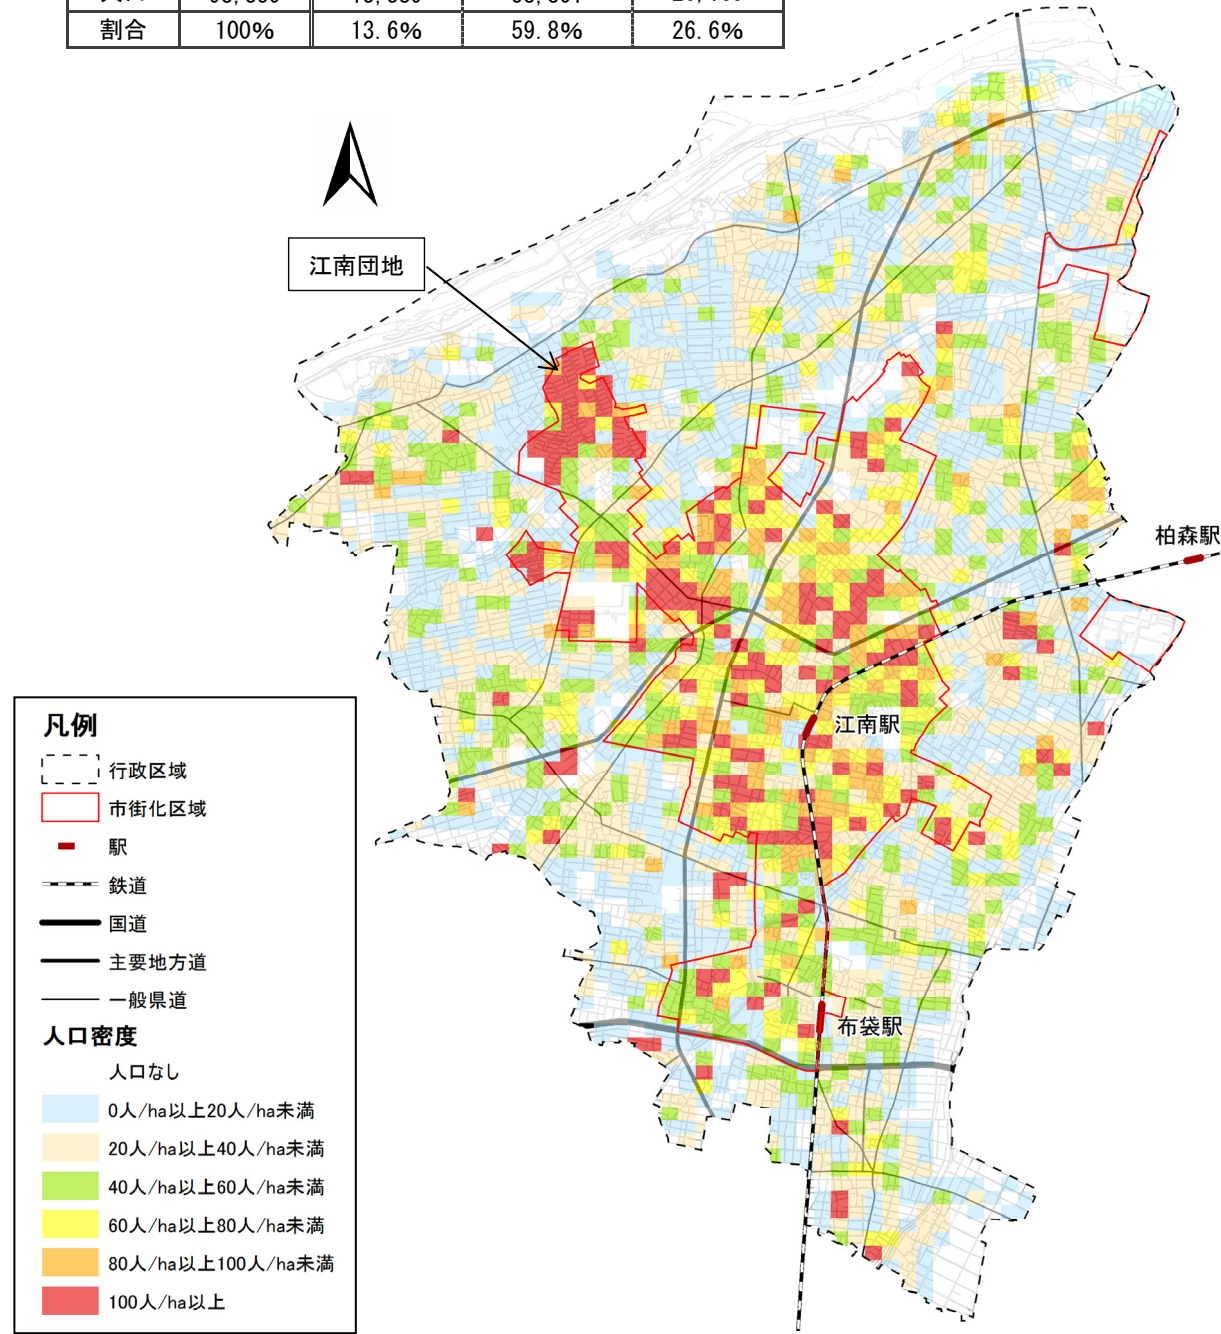 割合 100% 13.6% 59.8% 26.6%
江南団地
柏森駅
江南駅
布袋駅
凡例
行政区域
市街化区域
駅
鉄道
国道
主要地方道
一般県道
人口密度
人口なし
0人/ha以上20人/ha未満
20人/ha以上40人/ha未満
40人/ha以上60人/ha未満
60人/ha以上80人/ha未満
80人/ha以上100人/ha未満
100人/ha以上